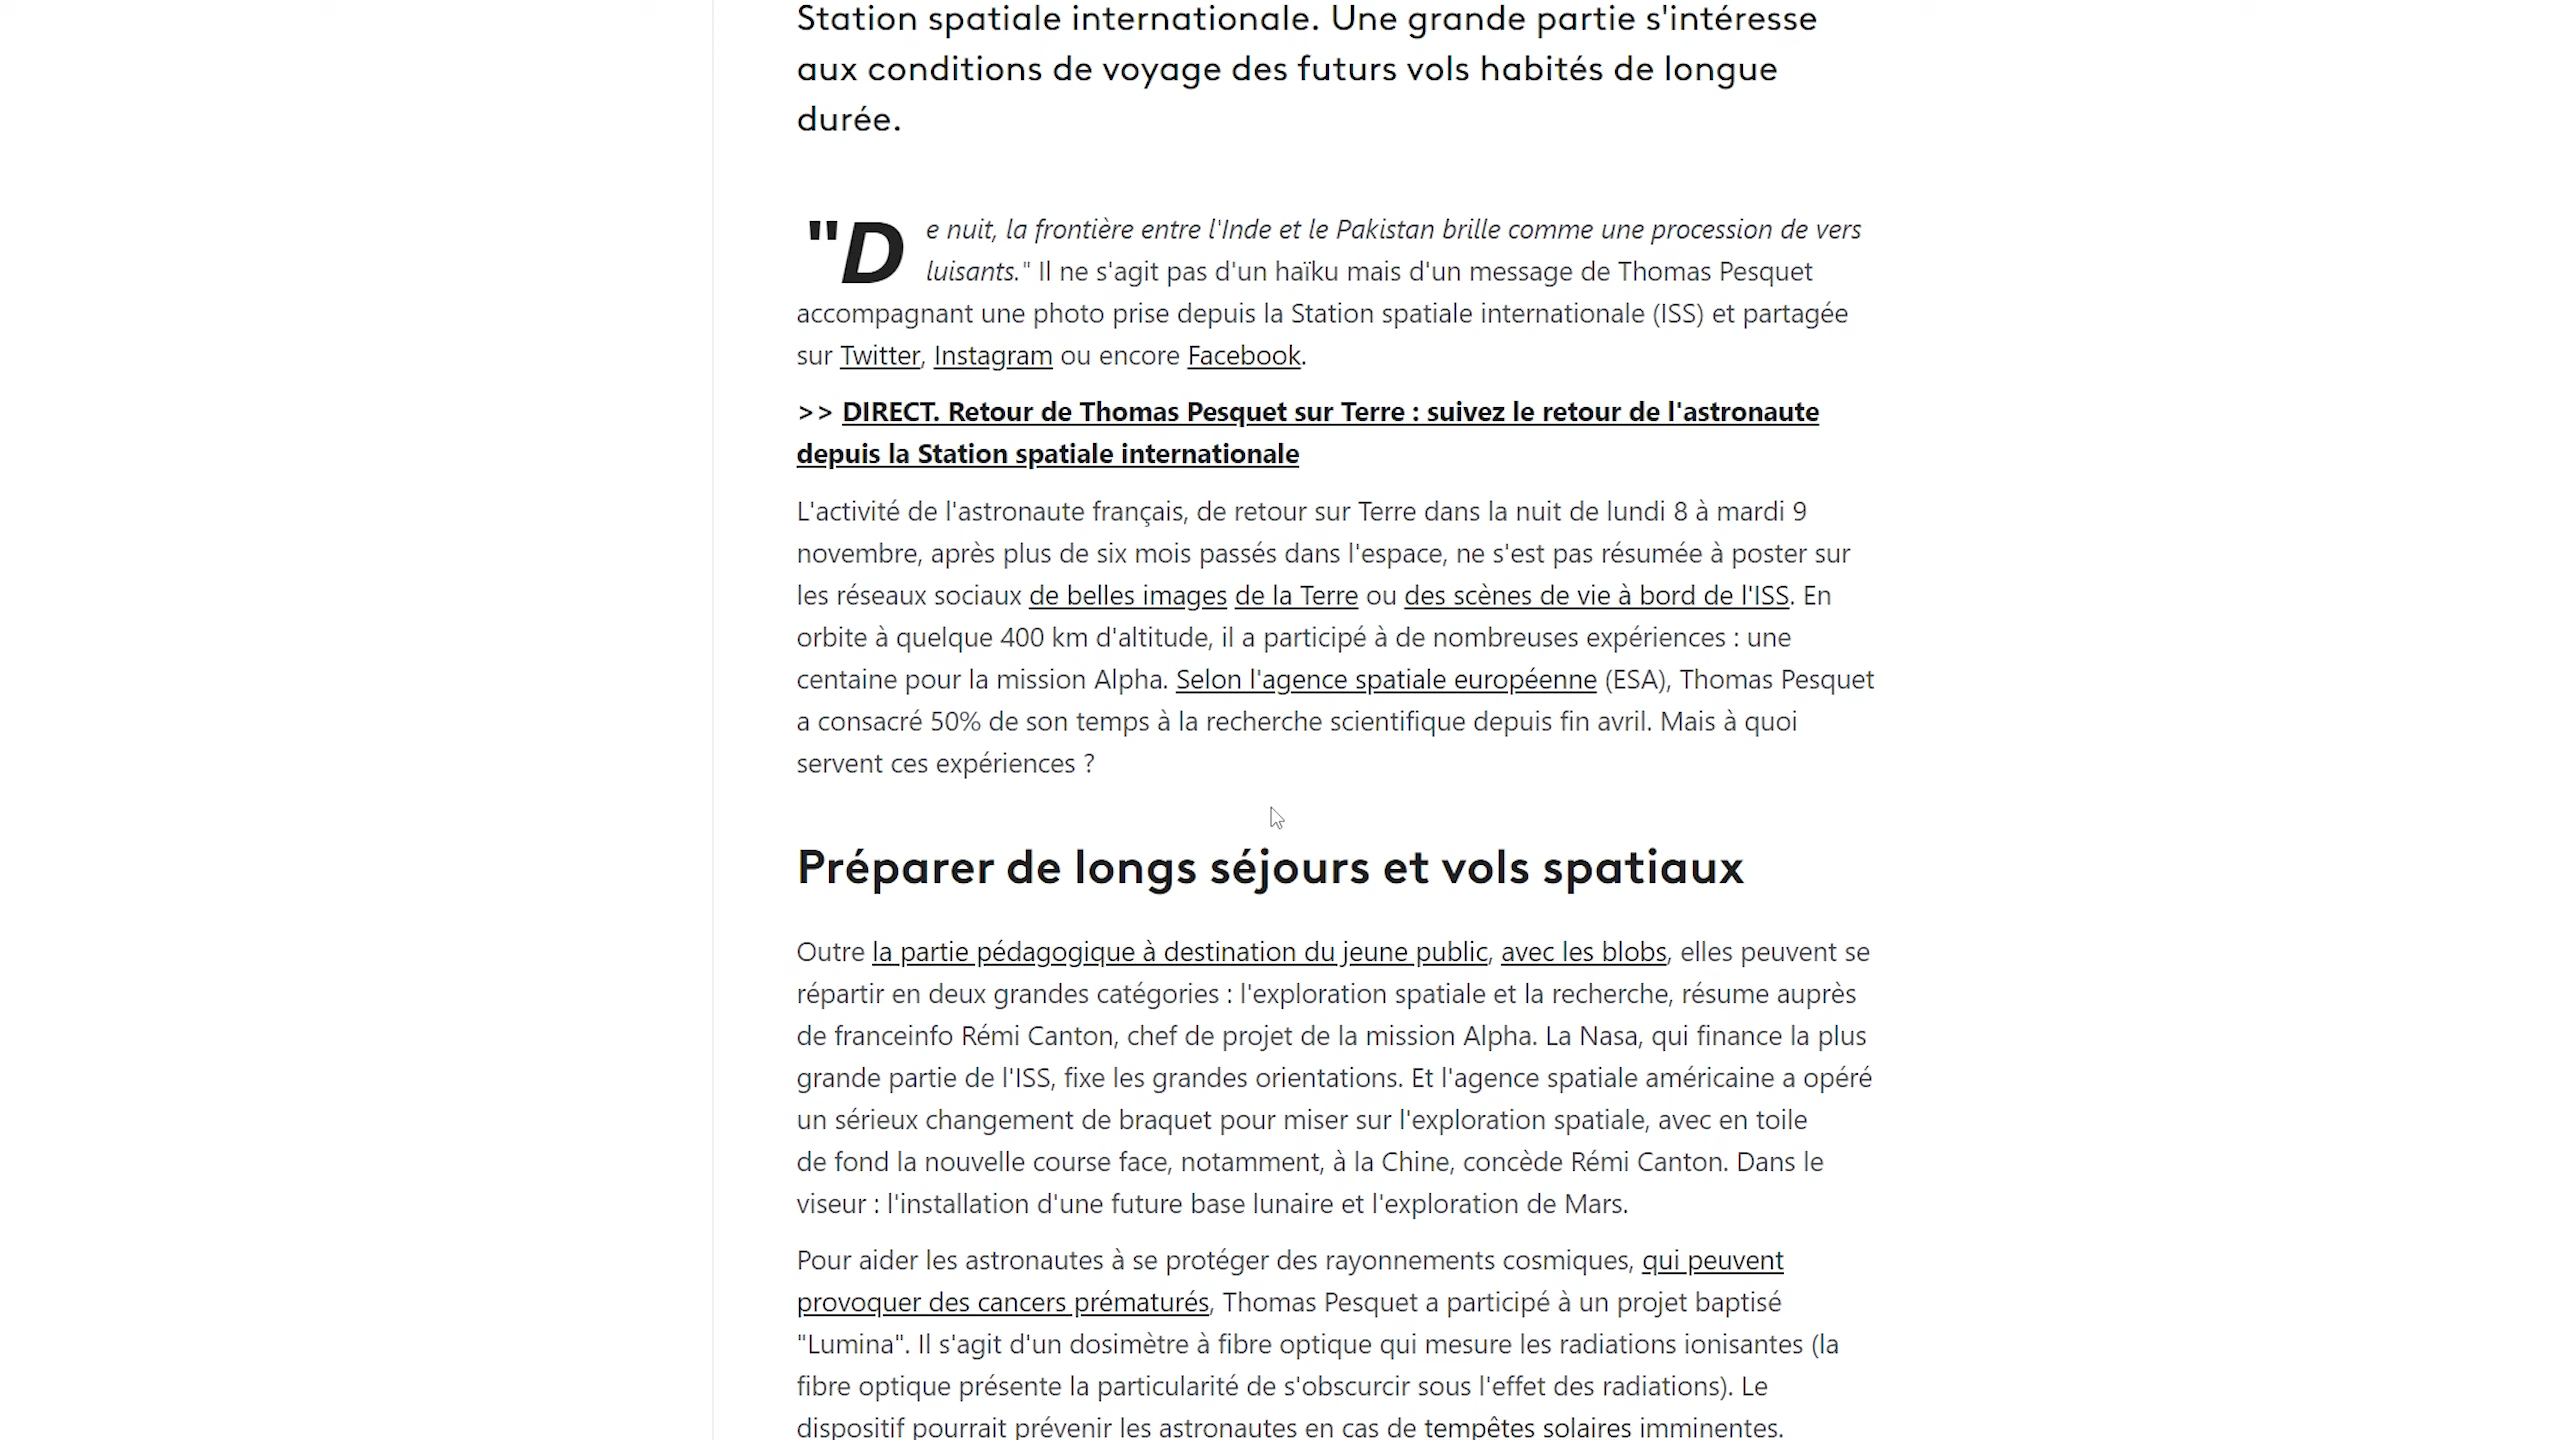 Station spatiale internationale. Une grande partie s'intéresse
aux conditions de voyage des futurs vols habités de longue
durée.
"De nuit, la frontière entre l'Inde et le Pakistan brille comme une procession de vers
luisants." Il ne s'agit pas d'un haïku mais d'un message de Thomas Pesquet
accompagnant une photo prise depuis la Station spatiale internationale (ISS) et partagée
sur Twitter, Instagram ou encore Facebook.
>> DIRECT. Retour de Thomas Pesquet sur Terre : suivez le retour de l'astronaute
depuis la Station spatiale internationale
L'activité de l'astronaute français, de retour sur Terre dans la nuit de lundi 8 à mardi 9
novembre, après plus de six mois passés dans l'espace, ne s'est pas résumée à poster sur
les réseaux sociaux de belles images de la Terre ou des scènes de vie à bord de l'ISS. En
orbite à quelque 400 km d'altitude, il a participé à de nombreuses expériences : une
centaine pour la mission Alpha. Selon l'agence spatiale européenne (ESA), Thomas Pesquet
a consacré 50% de son temps à la recherche scientifique depuis fin avril. Mais à quoi
servent ces expériences ?
Préparer de longs séjours et vols spatiaux
Outre la partie pédagogique à destination du jeune public, avec les blobs, elles peuvent se
répartir en deux grandes catégories : l'exploration spatiale et la recherche, résume auprès
de franceinfo Rémi Canton, chef de projet de la mission Alpha. La Nasa, qui finance la plus
grande partie de l'ISS, fixe les grandes orientations. Et l'agence spatiale américaine a opéré
un sérieux changement de braquet pour miser sur l'exploration spatiale, avec en toile
de fond la nouvelle course face, notamment, à la Chine, concède Rémi Canton. Dans le
viseur : l'installation d'une future base lunaire et l'exploration de Mars.
Pour aider les astronautes à se protéger des rayonnements cosmiques, qui peuvent
provoquer des cancers prématurés, Thomas Pesquet a participé à un projet baptisé
"Lumina". Il s'agit d'un dosimètre à fibre optique qui mesure les radiations ionisantes (la
fibre optique présente la particularité de s'obscurcir sous l'effet des radiations). Le
dispositif pourrait prévenir les astronautes en cas de tempêtes solaires imminentes.